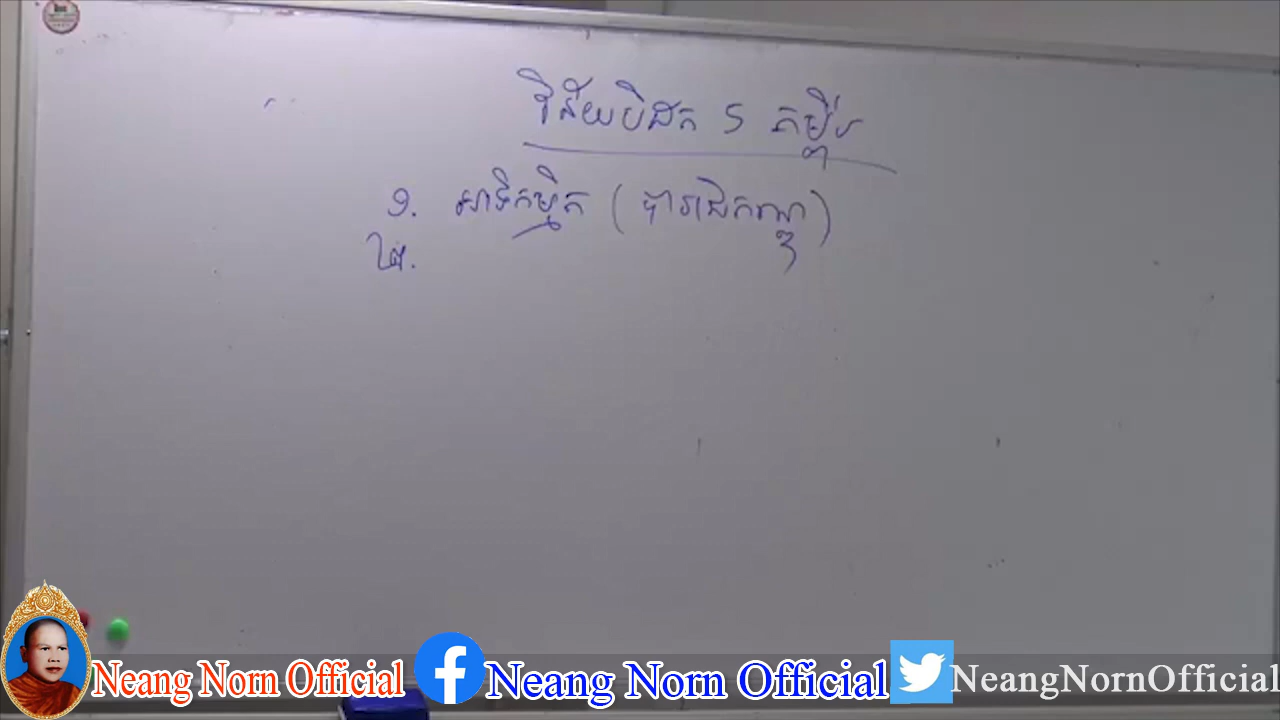 វិន័យបិដក ៥ គម្ពីរ
១. អាទិកម្មិក (បារាជិកកណ្ឌ)
២.
Neang Norn Official
Neang Norn Official
NeangNornOfficial